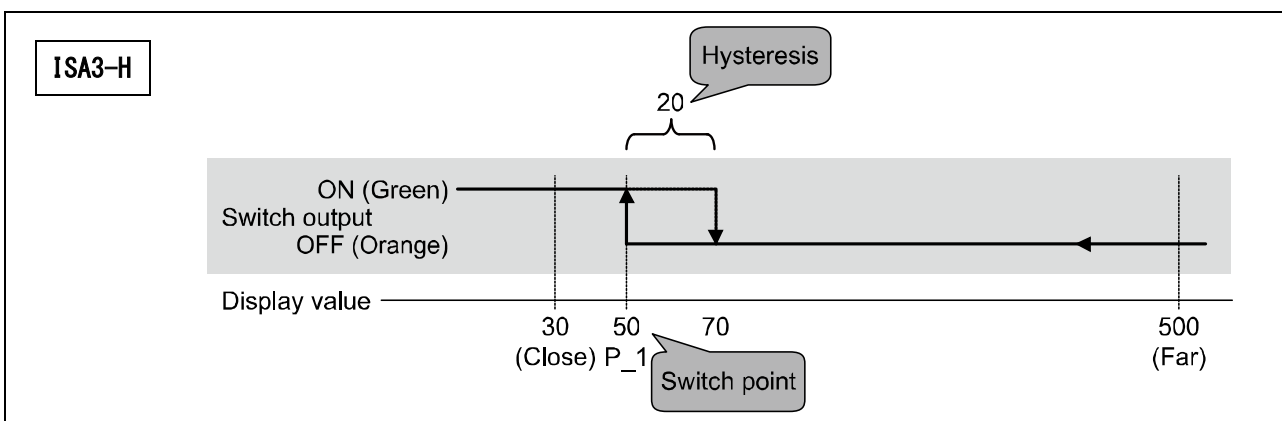 ISA3-H
Hysteresis
20
ON (Green)
Switch output
OFF (Orange)
Display value
30 50 70 500
(Close) P_1 (Far)
Switch point